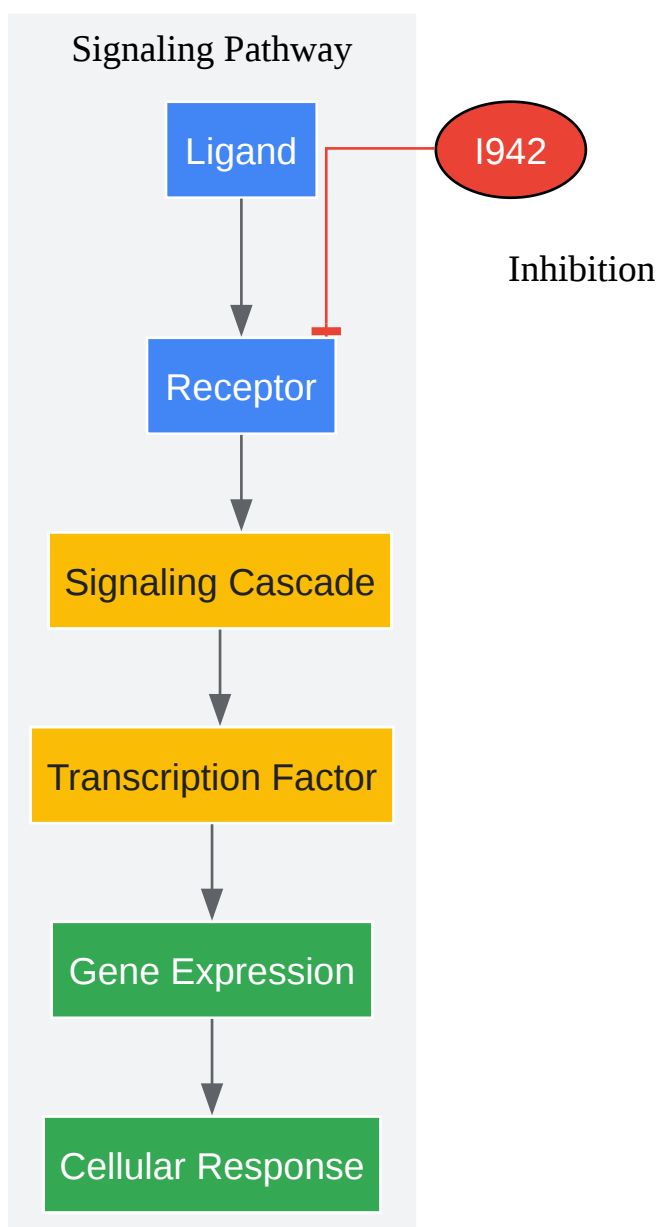 Signaling Pathway
Ligand
I942
Inhibition
Receptor
Signaling Cascade
Transcription Factor
Gene Expression
Cellular Response